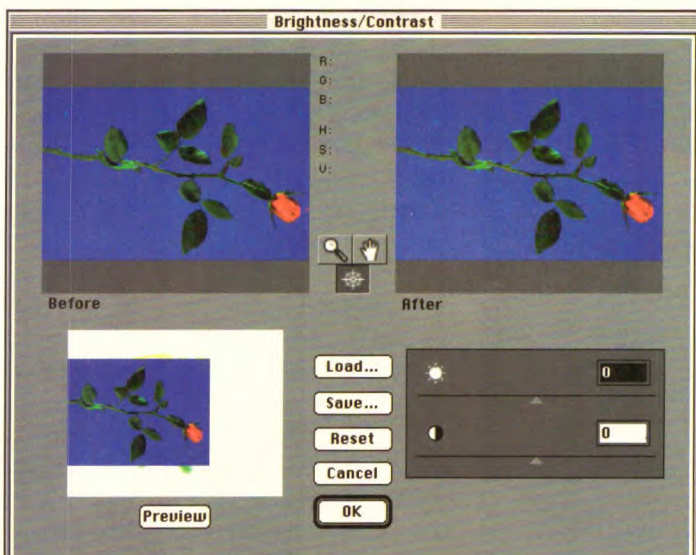 Brightness/Contrast
R:
G:
B:
H:
S:
V:
Before
After
Load...
Save...
Reset
Cancel
OK
Preview
0
0